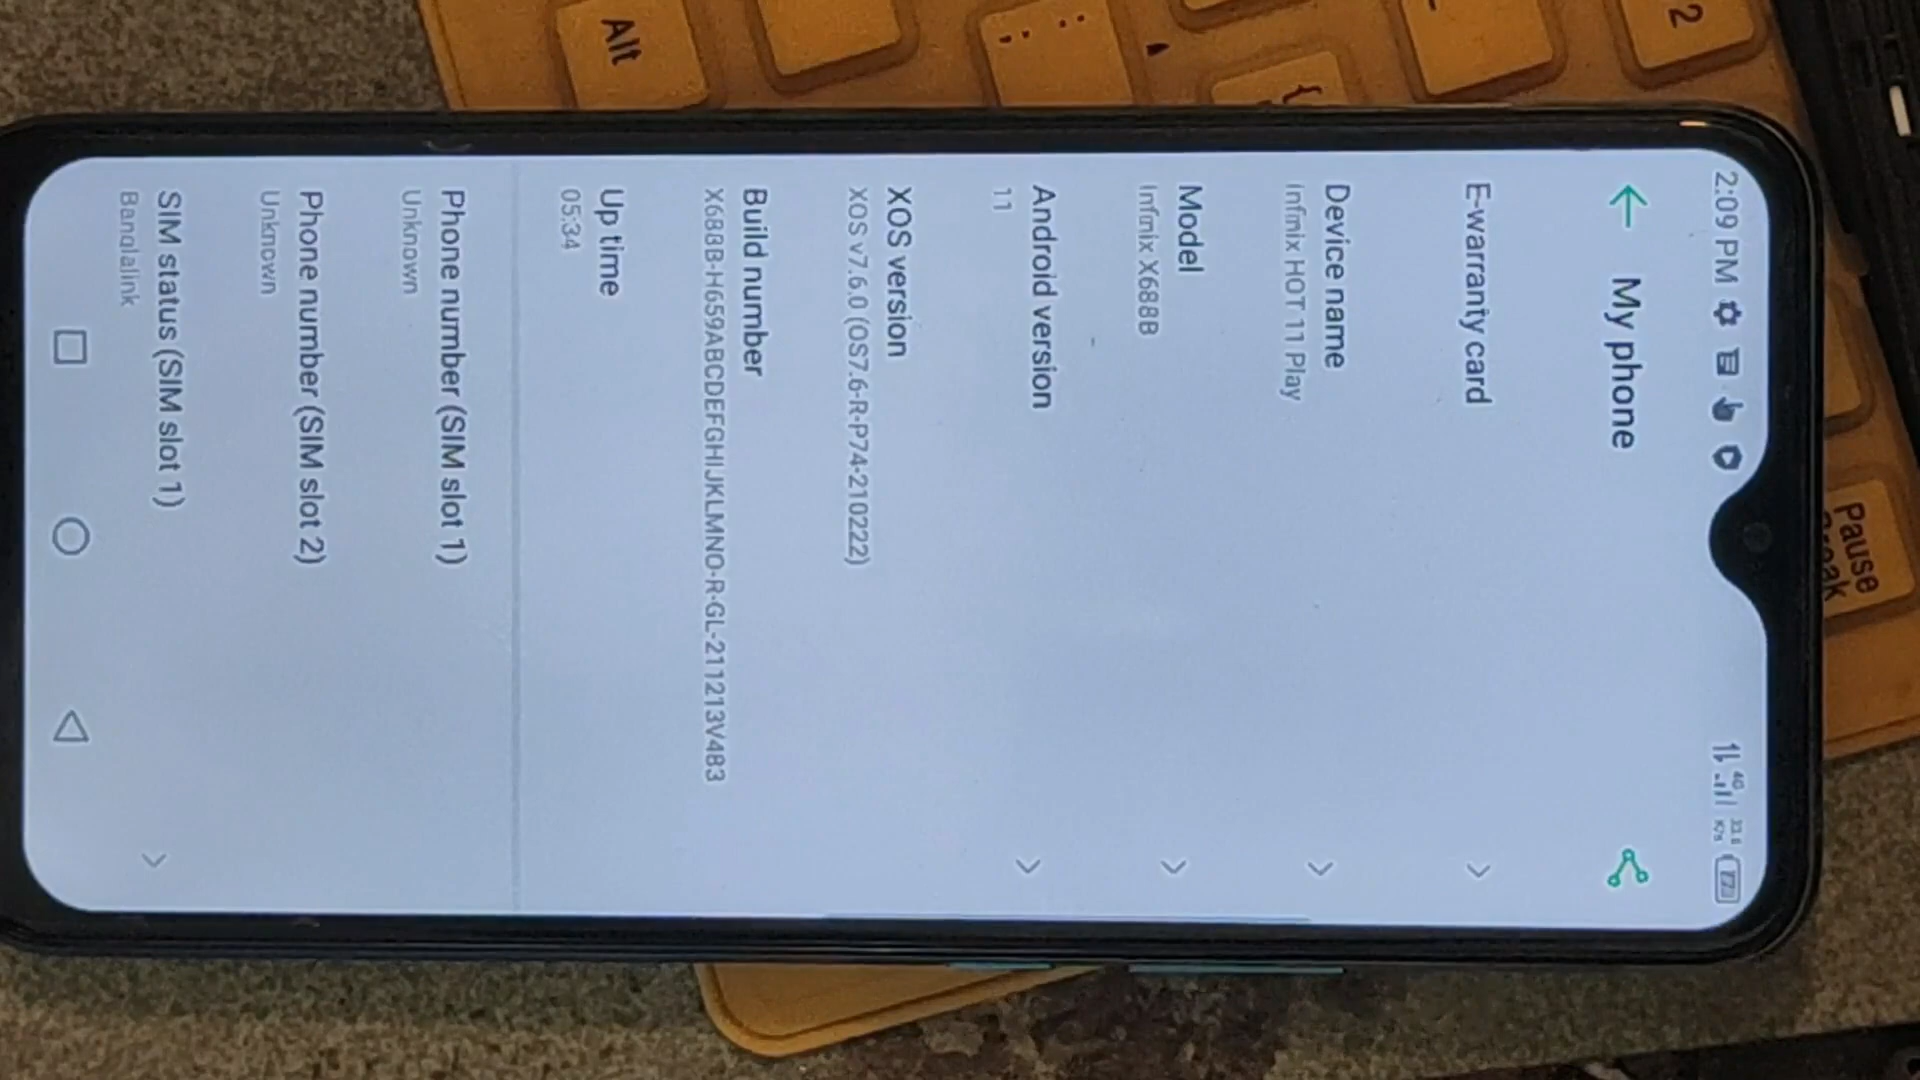 2:09 PM
4G
My phone
E-warranty card
Device name
Infinix HOT 11 Play
Model
Infinix X688B
Android version
11
XOS version
XOS v7.6.0 (OS7.6-R-P74-210222)
Build number
X688B-H659ABCDEFGHIJKLMNO-R-GL-211213V483
Up time
05:34
Phone number (SIM slot 1)
Unknown
Phone number (SIM slot 2)
Unknown
SIM status (SIM slot 1)
Banglalink
Alt
: ;
{
2
Pause
Break